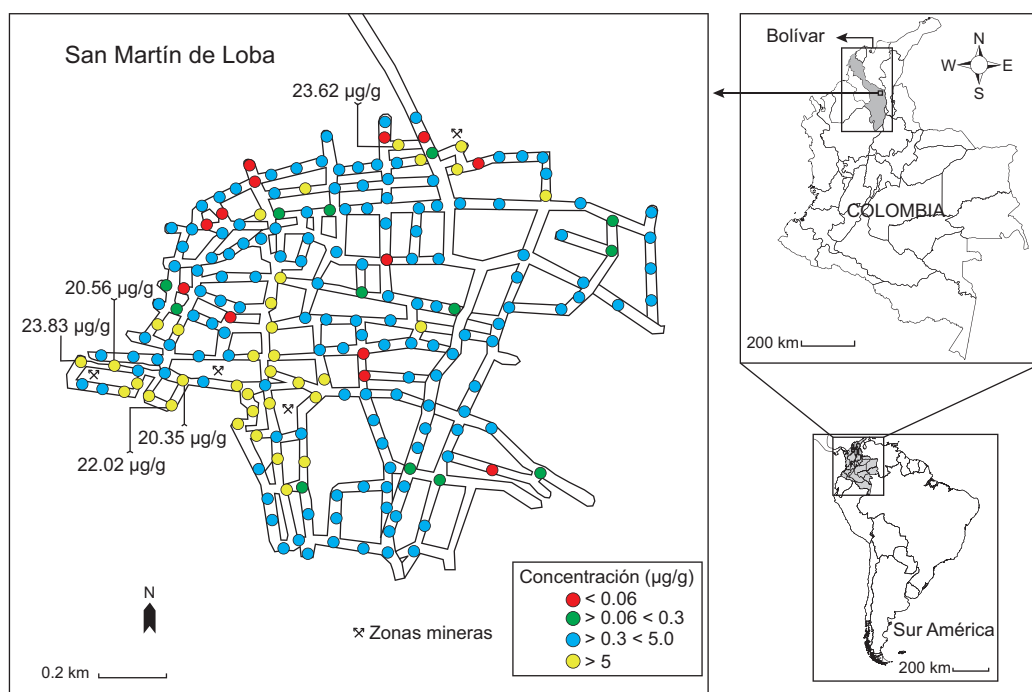 San Martín de Loba
23.62 µg/g
20.56 µg/g
23.83 µg/g
20.35 µg/g
22.02 µg/g
N
0.2 km
Zonas mineras
Concentración (µg/g)
< 0.06
> 0.06 < 0.3
> 0.3 < 5.0
> 5
Bolívar
N
W
E
S
COLOMBIA
200 km
Sur América
200 km